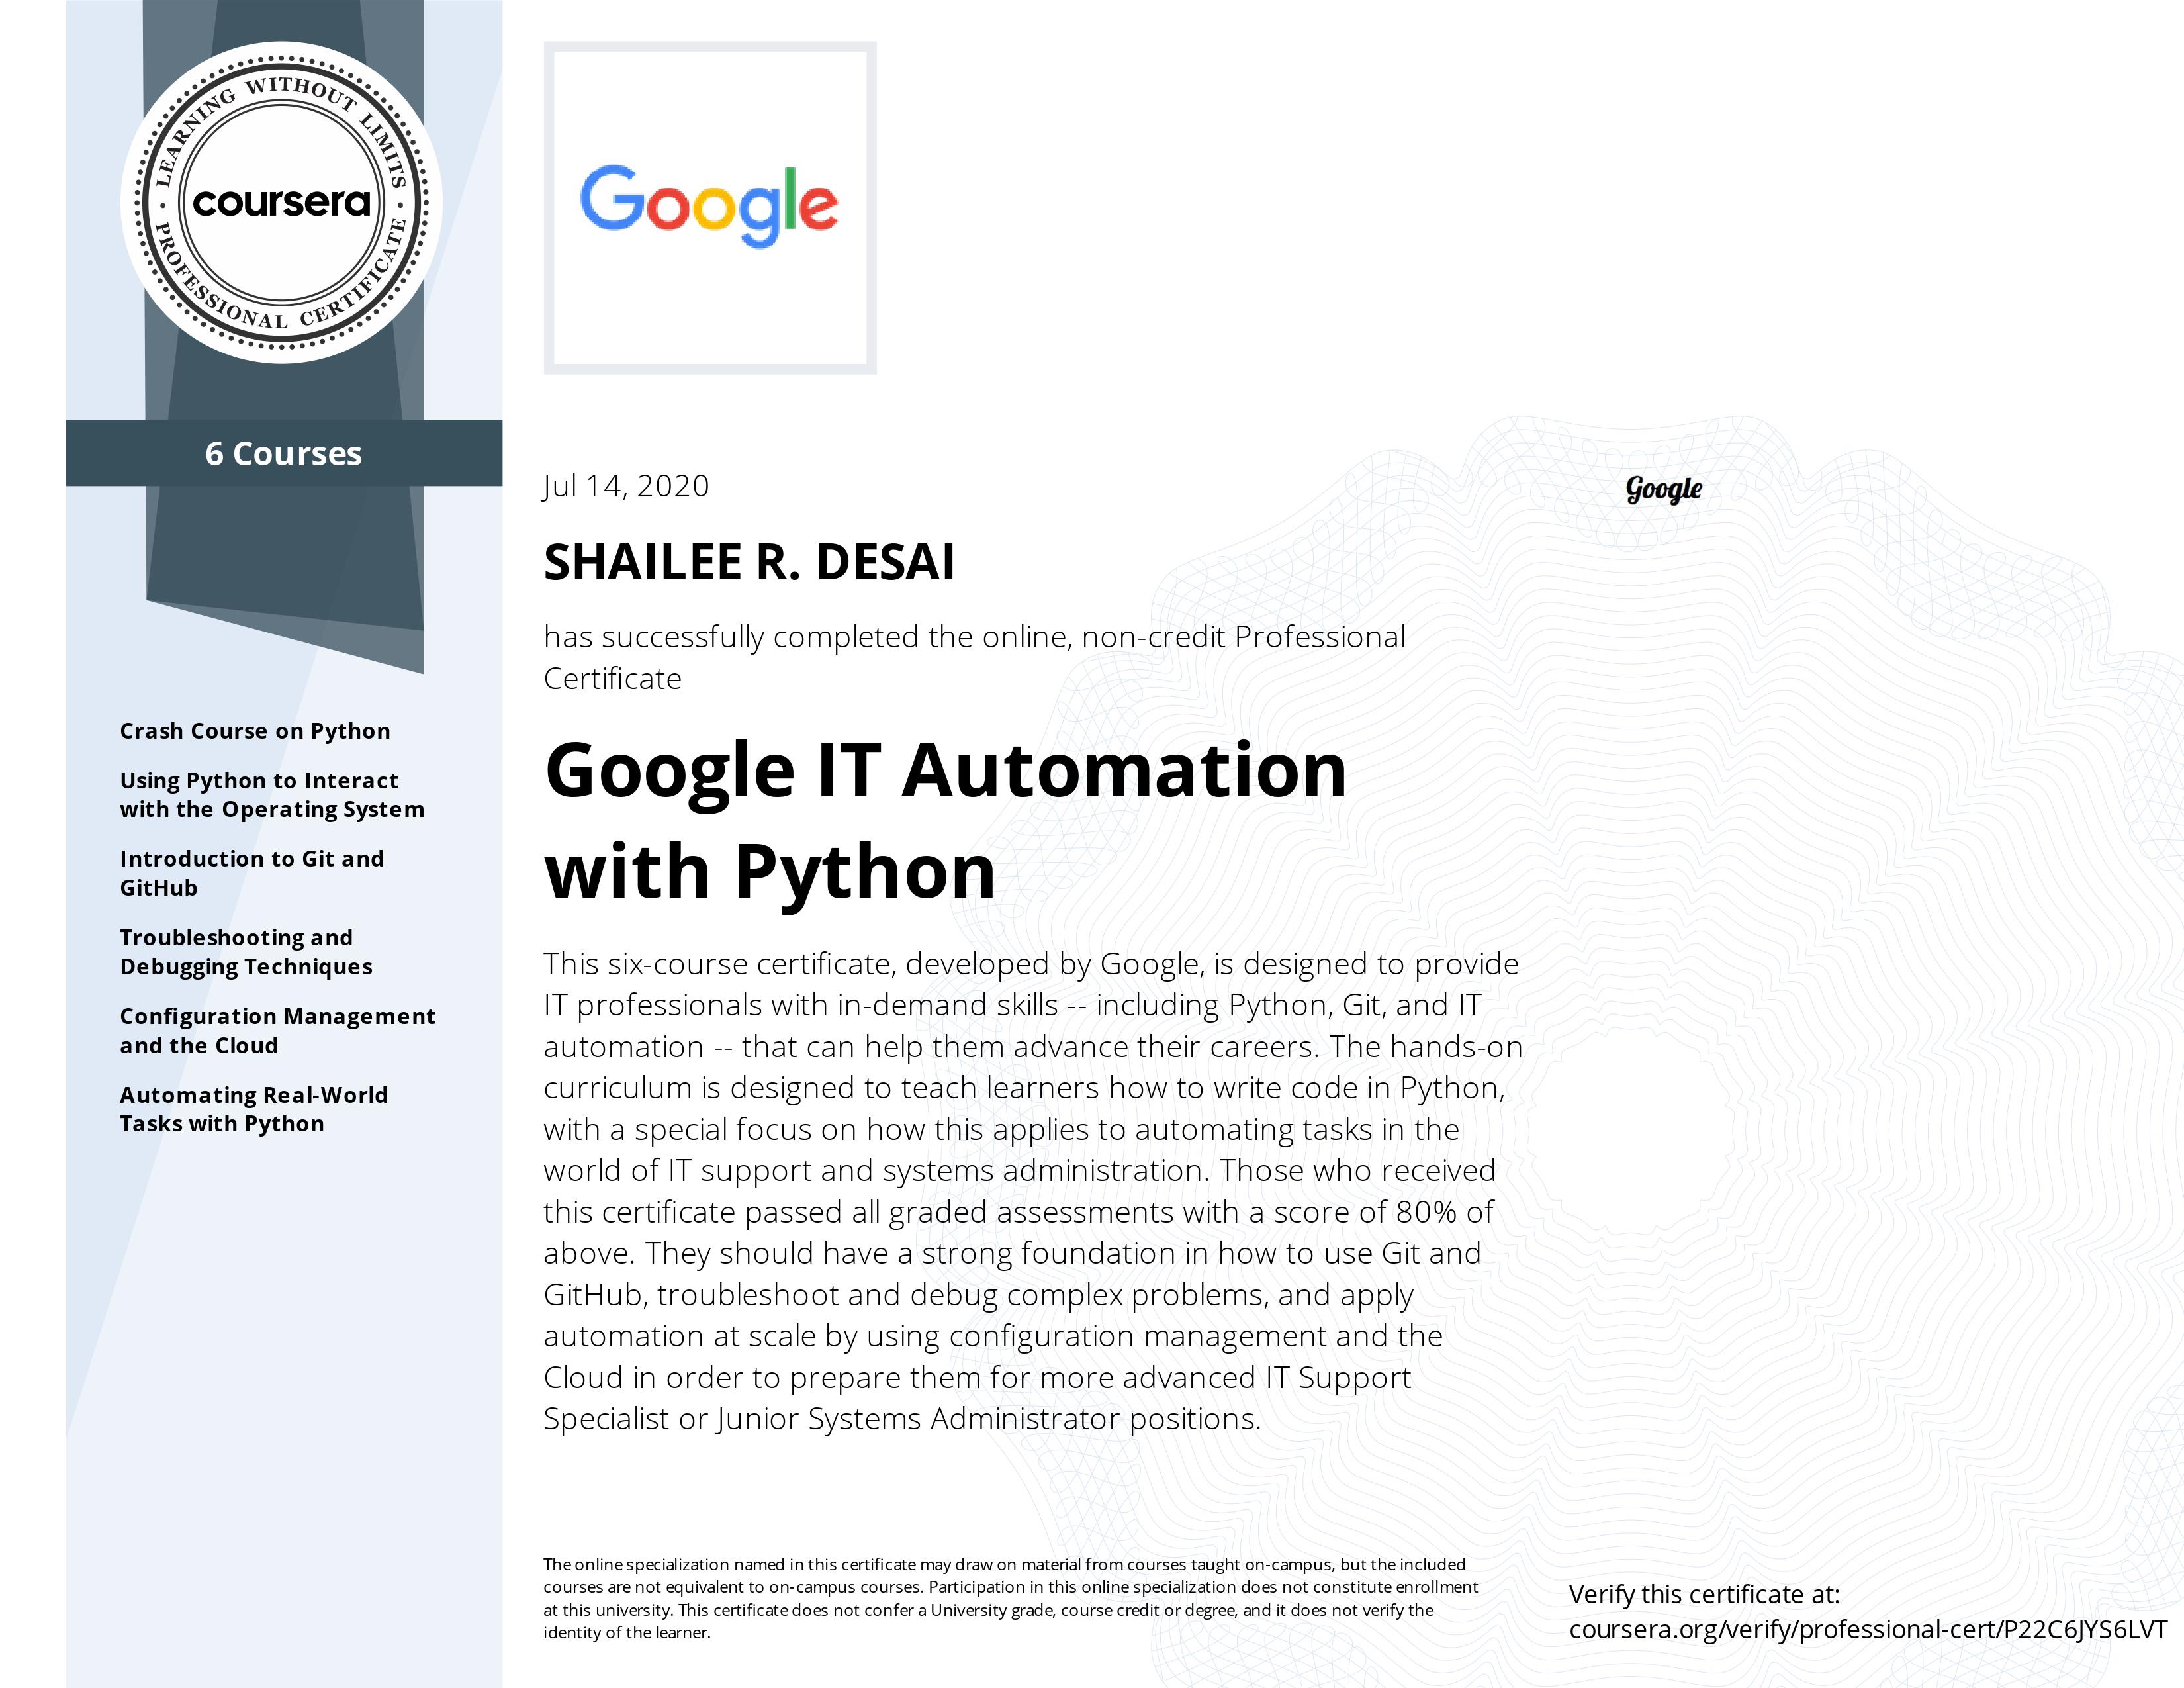 LEARNING WITHOUT LIMITS
coursera
PROFESSIONAL CERTIFICATE
6 Courses
Crash Course on Python
Using Python to Interact
with the Operating System
Introduction to Git and
GitHub
Troubleshooting and
Debugging Techniques
Configuration Management
and the Cloud
Automating Real-World
Tasks with Python
Google
Jul 14, 2020
Google
SHAILEE R. DESAI
has successfully completed the online, non-credit Professional
Certificate
Google IT Automation
with Python
This six-course certificate, developed by Google, is designed to provide
IT professionals with in-demand skills -- including Python, Git, and IT
automation -- that can help them advance their careers. The hands-on
curriculum is designed to teach learners how to write code in Python,
with a special focus on how this applies to automating tasks in the
world of IT support and systems administration. Those who received
this certificate passed all graded assessments with a score of 80% of
above. They should have a strong foundation in how to use Git and
GitHub, troubleshoot and debug complex problems, and apply
automation at scale by using configuration management and the
Cloud in order to prepare them for more advanced IT Support
Specialist or Junior Systems Administrator positions.
The online specialization named in this certificate may draw on material from courses taught on-campus, but the included
courses are not equivalent to on-campus courses. Participation in this online specialization does not constitute enrollment
at this university. This certificate does not confer a University grade, course credit or degree, and it does not verify the
identity of the learner.
Verify this certificate at:
coursera.org/verify/professional-cert/P22C6JYS6LVT